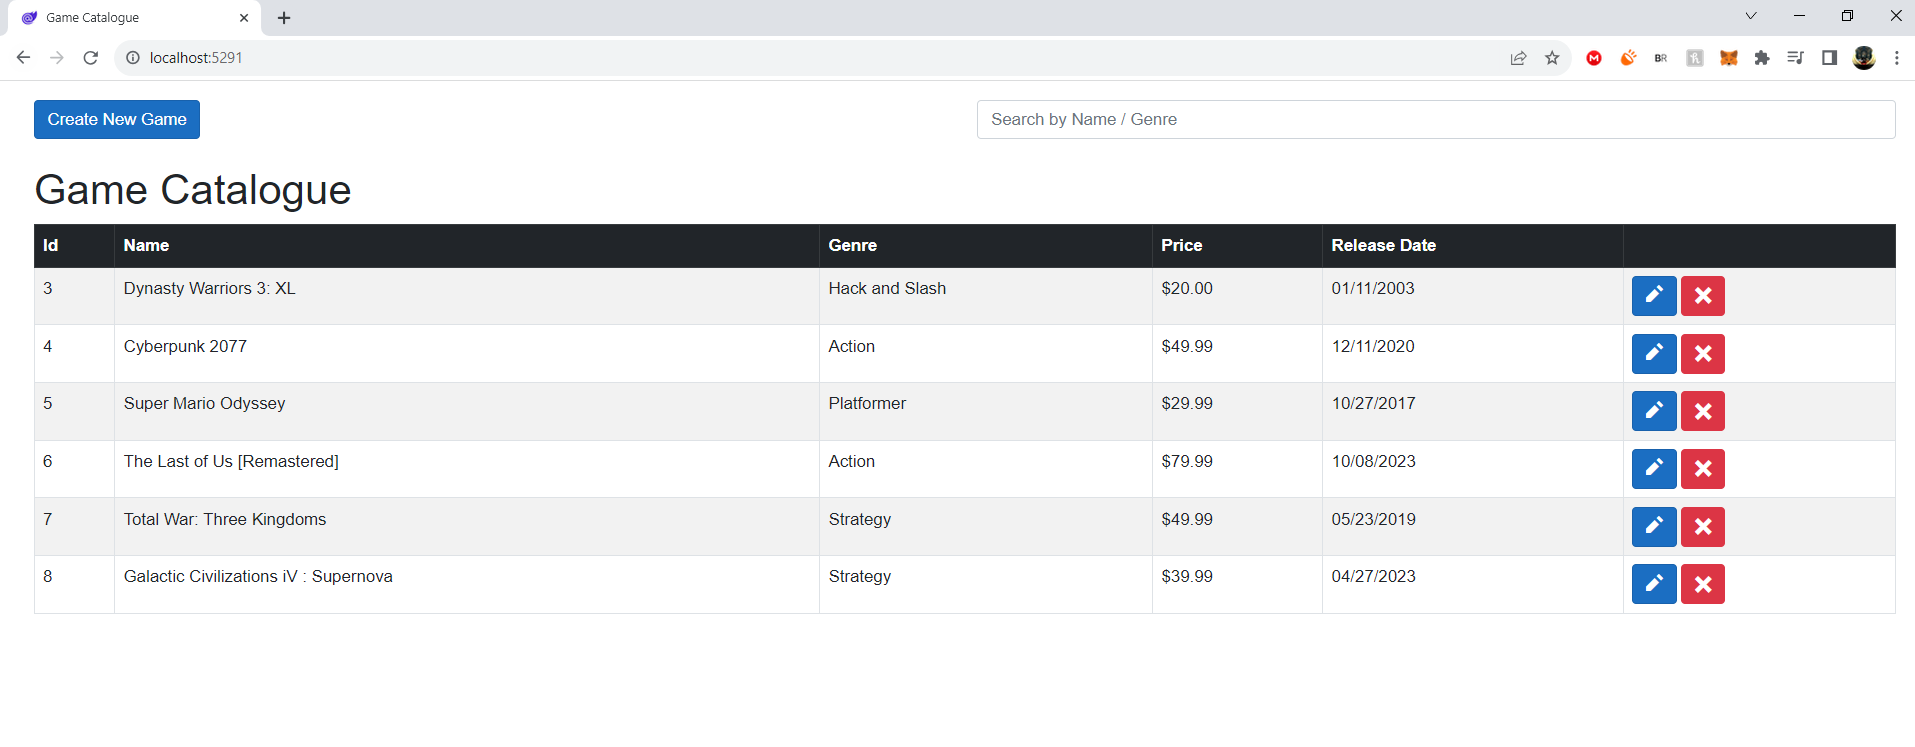 Game Catalogue
localhost:5291
BR
Create New Game
Search by Name / Genre
Game Catalogue
Id Name Genre Price Release Date
3 Dynasty Warriors 3: XL Hack and Slash $20.00 01/11/2003
4 Cyberpunk 2077 Action $49.99 12/11/2020
5 Super Mario Odyssey Platformer $29.99 10/27/2017
6 The Last of Us [Remastered] Action $79.99 10/08/2023
7 Total War: Three Kingdoms Strategy $49.99 05/23/2019
8 Galactic Civilizations iV : Supernova Strategy $39.99 04/27/2023